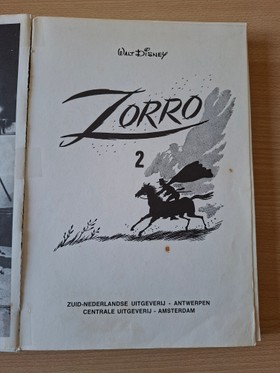 WALT DISNEY
ZORRO
2
ZUID-NEDERLANDSE UITGEVERIJ - ANTWERPEN
CENTRALE UITGEVERIJ - AMSTERDAM